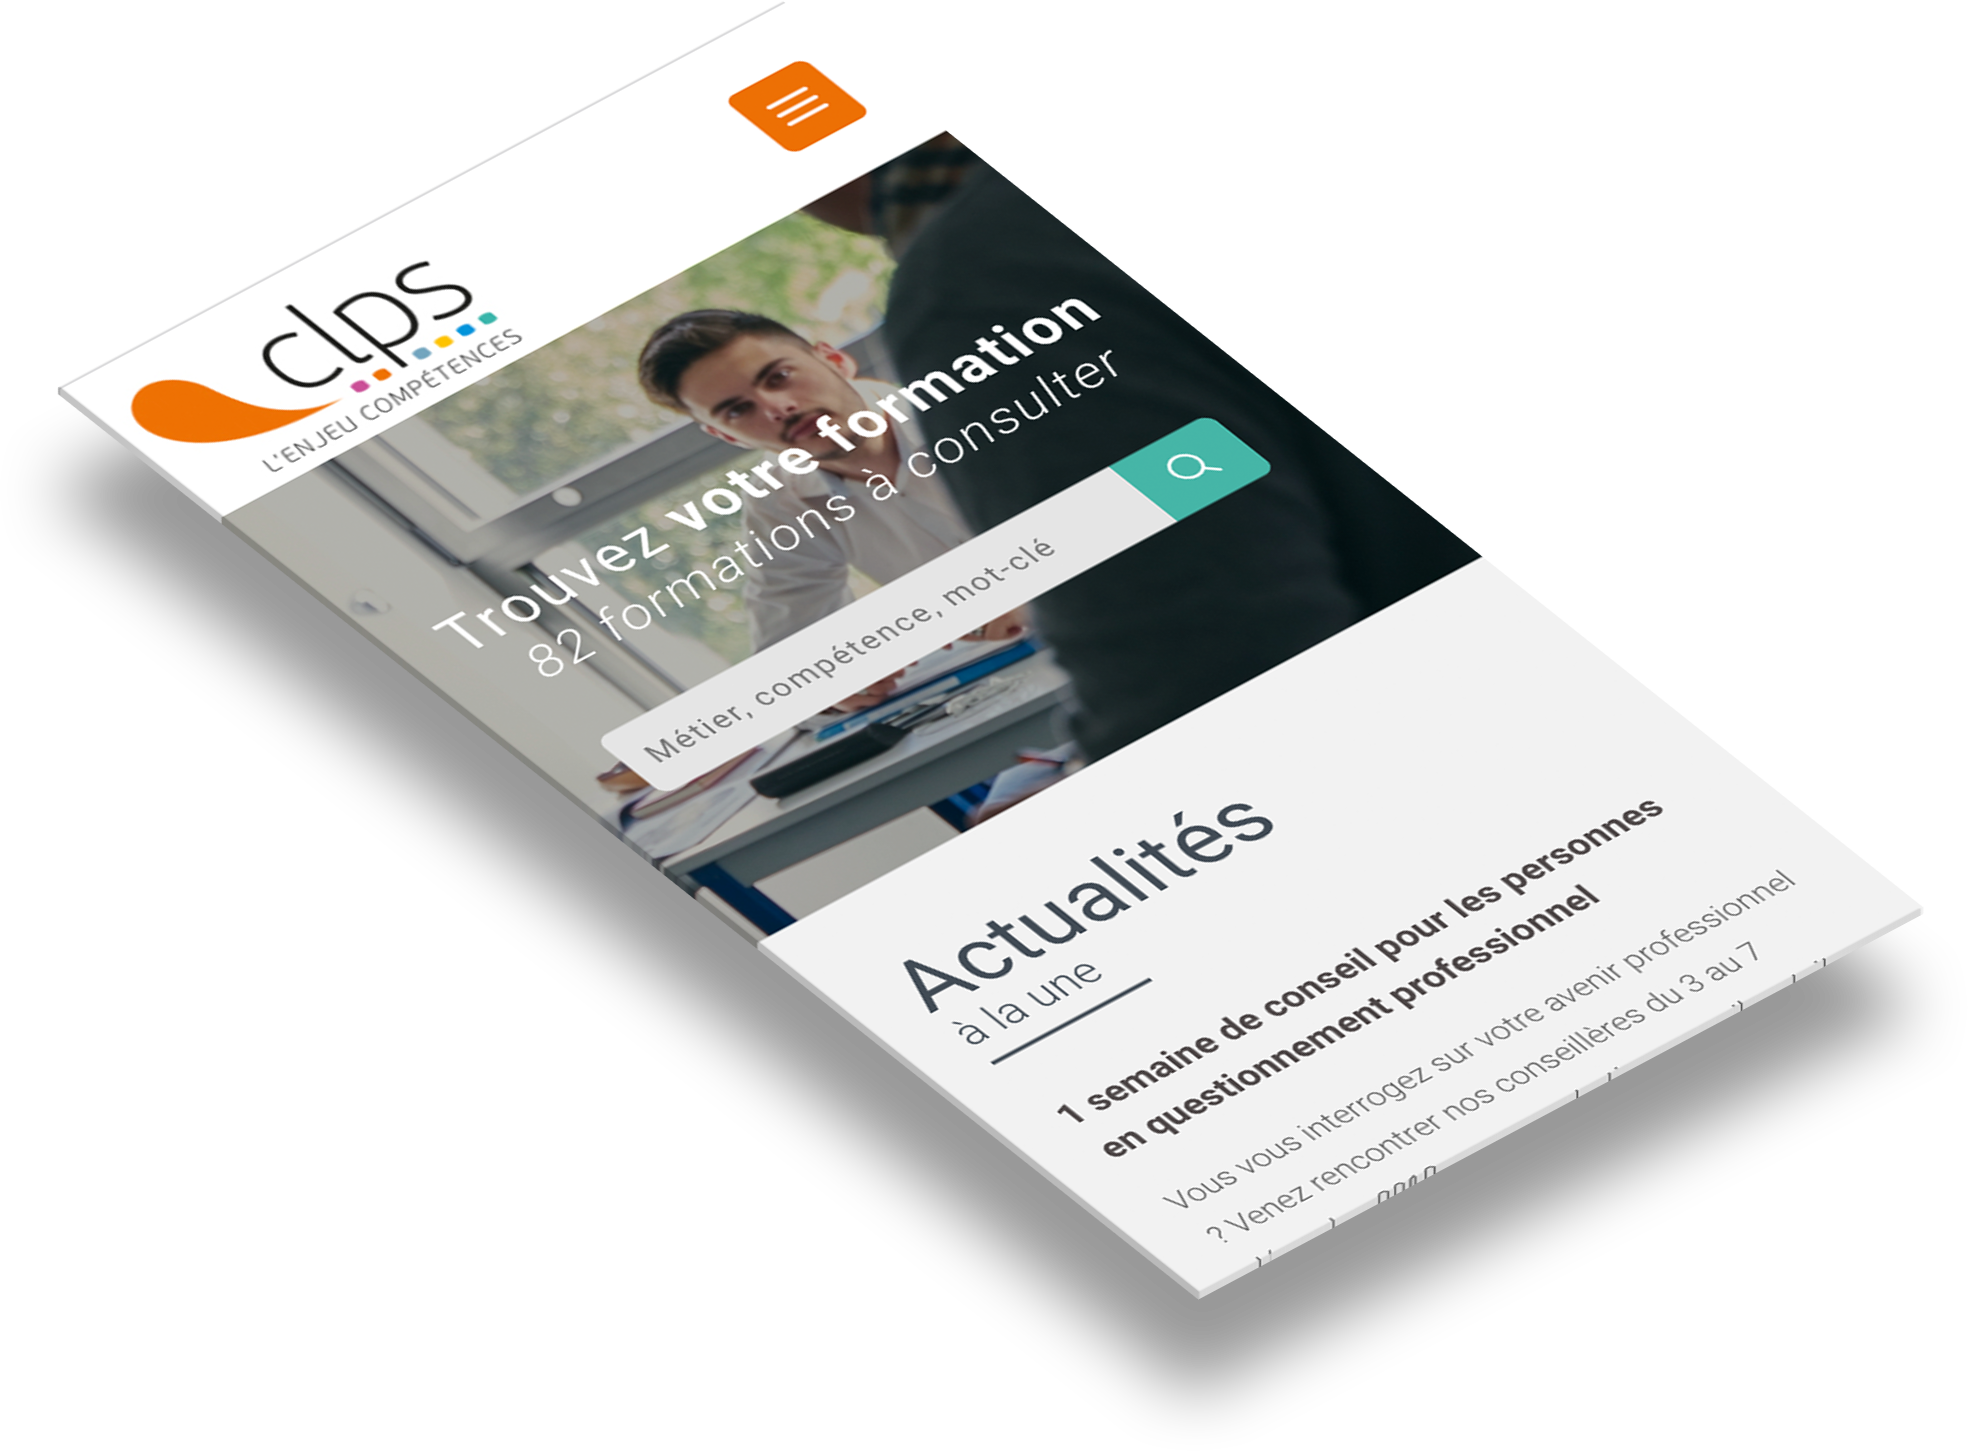 clps
L'ENJEU COMPÉTENCES
Trouvez votre formation
82 formations à consulter
Métier, compétence, mot-clé
Actualités
à la une
1 semaine de conseil pour les personnes
en questionnement professionnel
Vous vous interrogez sur votre avenir professionnel
? Venez rencontrer nos conseillères du 3 au 7